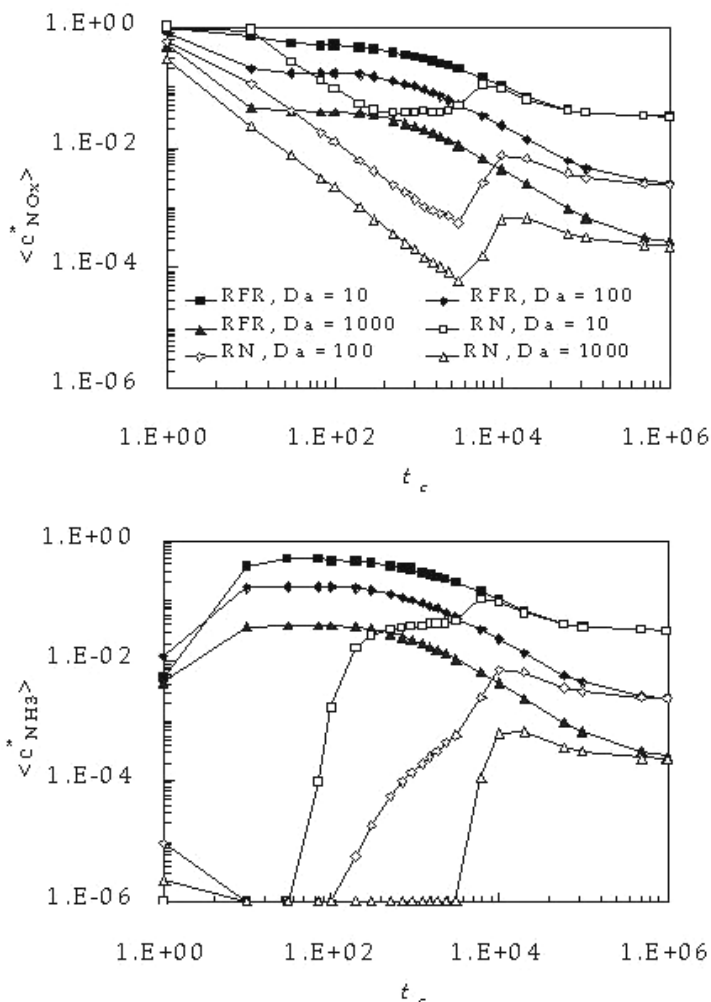 1.E+00
1.E-02
1.E-04
1.E-06
<c*NOx>
RFR, Da = 10
RFR, Da = 100
RFR, Da = 1000
RN, Da = 10
RN, Da = 100
RN, Da = 1000
1.E+00 1.E+02 1.E+04 1.E+06
tc
1.E+00
1.E-02
1.E-04
1.E-06
<c*NH3>
1.E+00 1.E+02 1.E+04 1.E+06
tc